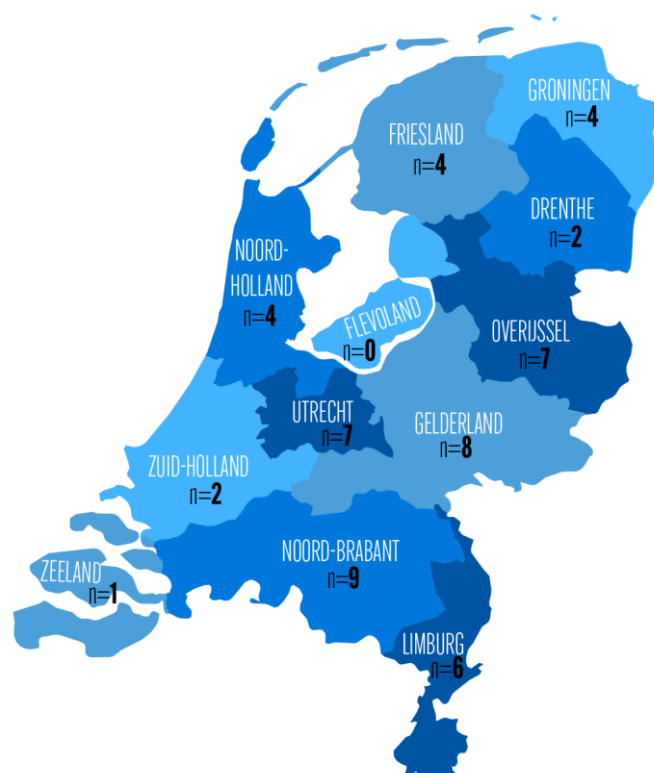 GRONINGEN
n=4
FRIESLAND
n=4
DRENTHE
n=2
NOORD-
HOLLAND
n=4
FLEVOLAND
n=0
OVERIJSSEL
n=7
UTRECHT
n=7
GELDERLAND
n=8
ZUID-HOLLAND
n=2
NOORD-BRABANT
n=9
ZEELAND
n=1
LIMBURG
n=6